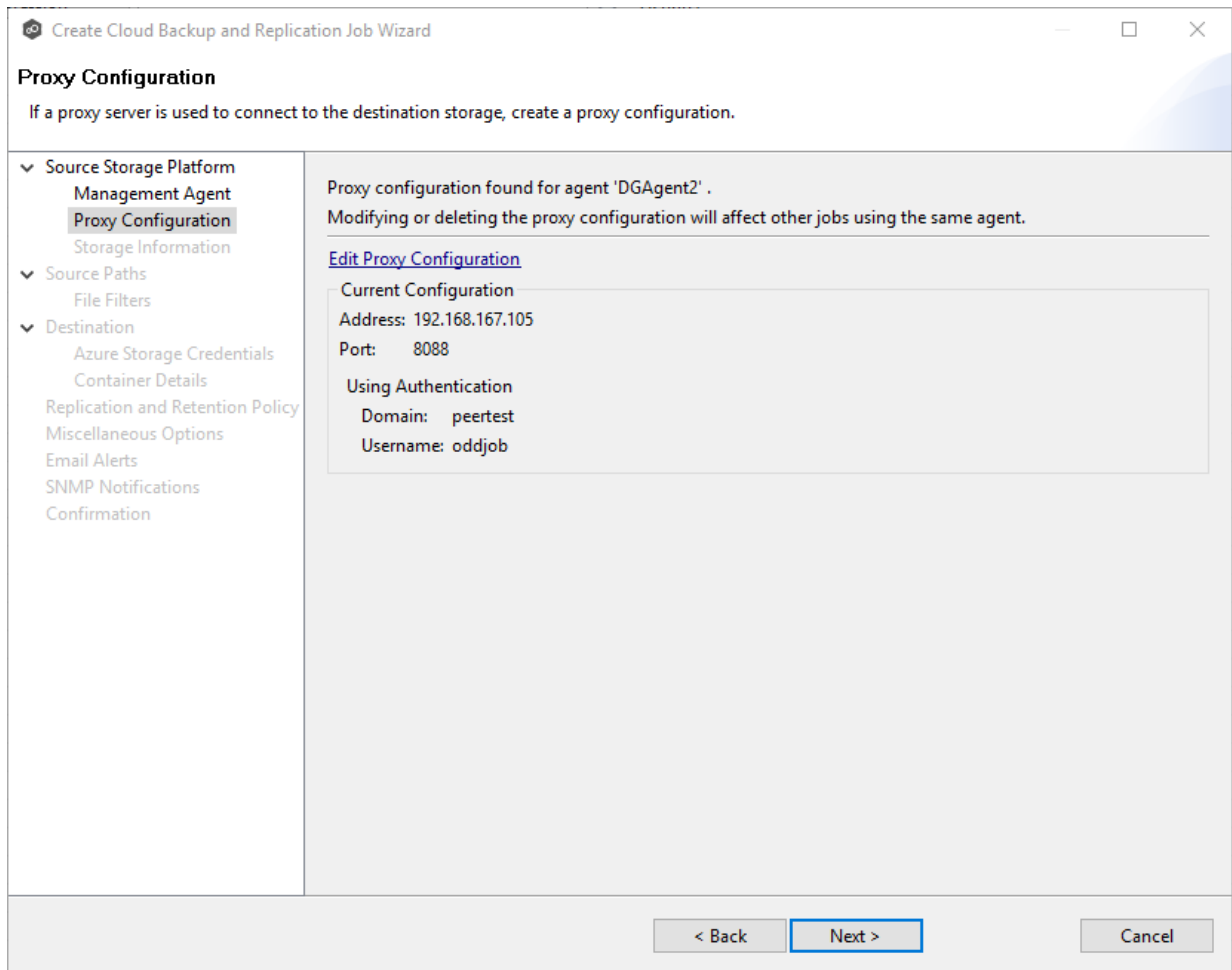 Create Cloud Backup and Replication Job Wizard
Proxy Configuration
If a proxy server is used to connect to the destination storage, create a proxy configuration.
Source Storage Platform
Management Agent
Proxy Configuration
Storage Information
Source Paths
File Filters
Destination
Azure Storage Credentials
Container Details
Replication and Retention Policy
Miscellaneous Options
Email Alerts
SNMP Notifications
Confirmation
Proxy configuration found for agent 'DGAgent2' .
Modifying or deleting the proxy configuration will affect other jobs using the same agent.
Edit Proxy Configuration
Current Configuration
Address: 192.168.167.105
Port: 8088
Using Authentication
Domain: peertest
Username: oddjob
< Back Next > Cancel